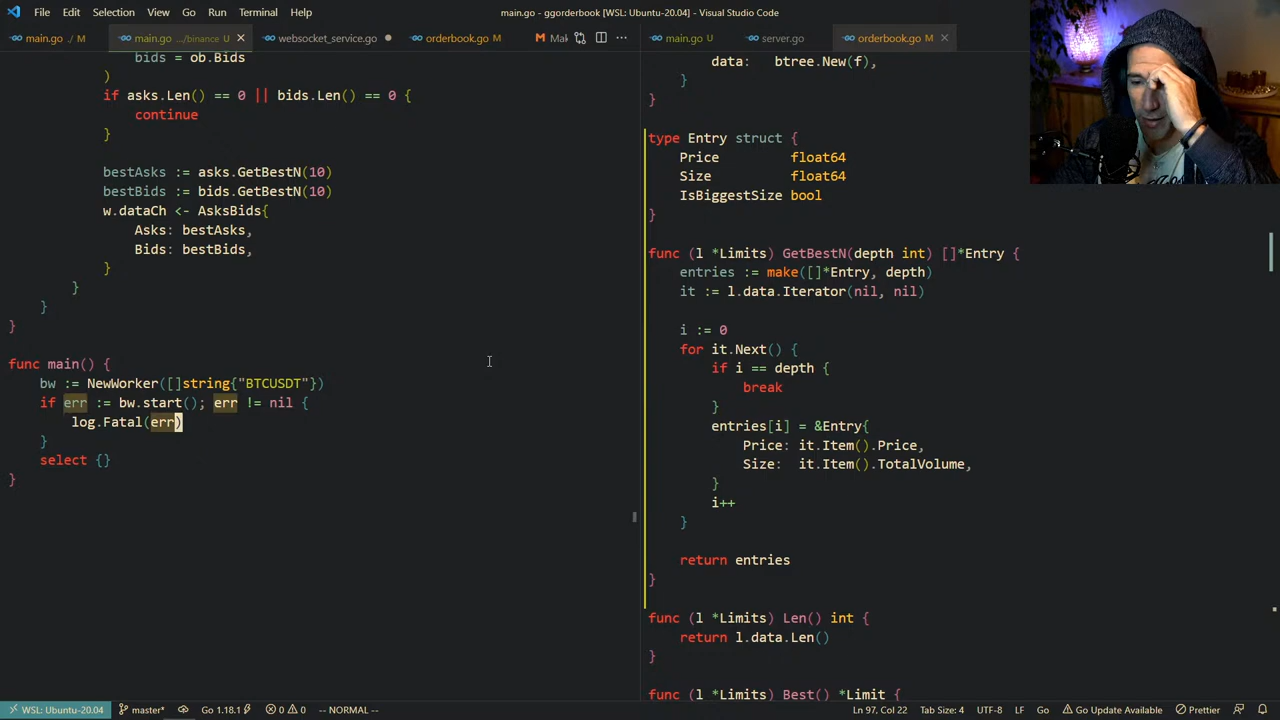 File Edit Selection View Go Run Terminal Help main.go - ggorderbook [WSL: Ubuntu-20.04] - Visual Studio Code
main.go ./ M main.go .../binance U websocket_service.go orderbook.go M Mak
bids = ob.Bids
)
if asks.Len() == 0 || bids.Len() == 0 {
continue
}
bestAsks := asks.GetBestN(10)
bestBids := bids.GetBestN(10)
w.dataCh <- AsksBids{
Asks: bestAsks,
Bids: bestBids,
}
}
}
}
func main() {
bw := NewWorker([]string{"BTCUSDT"})
if err := bw.start(); err != nil {
log.Fatal(err)
}
select {}
}
main.go U server.go orderbook.go M
data: btree.New(f),
}
}
type Entry struct {
Price float64
Size float64
IsBiggestSize bool
}
func (l *Limits) GetBestN(depth int) []*Entry {
entries := make([]*Entry, depth)
it := l.data.Iterator(nil, nil)
i := 0
for it.Next() {
if i == depth {
break
}
entries[i] = &Entry{
Price: it.Item().Price,
Size: it.Item().TotalVolume,
}
i++
}
return entries
}
func (l *Limits) Len() int {
return l.data.Len()
}
func (l *Limits) Best() *Limit {
WSL: Ubuntu-20.04 master* Go 1.18.1 0 0 -- NORMAL -- Ln 97, Col 22 Tab Size: 4 UTF-8 LF Go Go Update Available Prettier